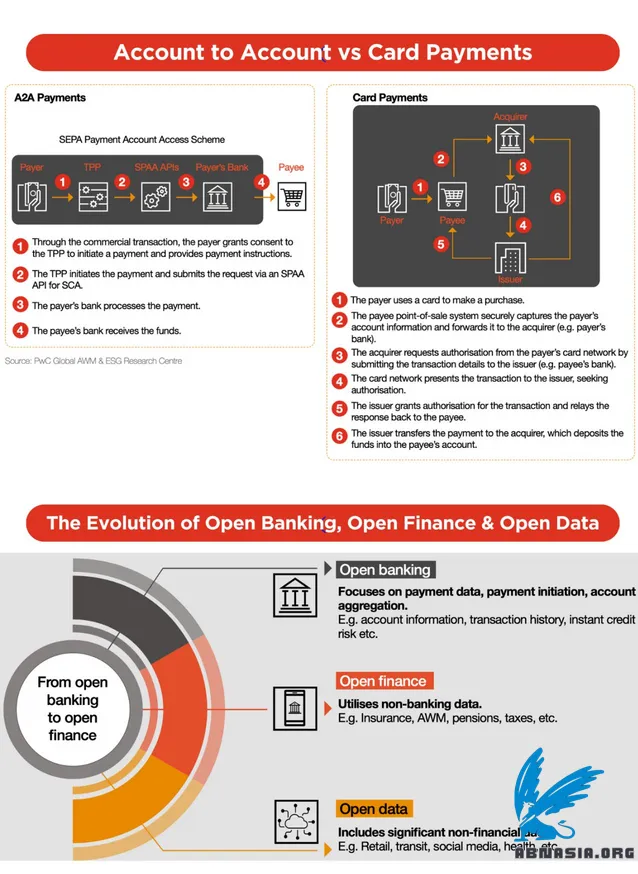 Account to Account vs Card Payments
A2A Payments
SEPA Payment Account Access Scheme
Payer
TPP
SPAA APIs
Payer's Bank
Payee
1
2
3
4
1 Through the commercial transaction, the payer grants consent to
the TPP to initiate a payment and provides payment instructions.
2 The TPP initiates the payment and submits the request via an SPAA
API for SCA.
3 The payer's bank processes the payment.
4 The payee's bank receives the funds.
Source: PwC Global AWM & ESG Research Centre
Card Payments
Acquirer
2
3
1
6
Payer
Payee
4
5
Issuer
1 The payer uses a card to make a purchase.
2 The payee point-of-sale system securely captures the payer's
account information and forwards it to the acquirer (e.g. payer's
bank).
3 The acquirer requests authorisation from the payer's card network by
submitting the transaction details to the issuer (e.g. payee's bank).
4 The card network presents the transaction to the issuer, seeking
authorisation.
5 The issuer grants authorisation for the transaction and relays the
response back to the payee.
6 The issuer transfers the payment to the acquirer, which deposits the
funds into the payee's account.
The Evolution of Open Banking, Open Finance & Open Data
From open
banking
to open
finance
Open banking
Focuses on payment data, payment initiation, account
aggregation.
E.g. account information, transaction history, instant credit
risk etc.
Open finance
Utilises non-banking data.
E.g. Insurance, AWM, pensions, taxes, etc.
Open data
Includes significant non-financial
E.g. Retail, transit, social media, health, etc.
ABNASIA.ORG